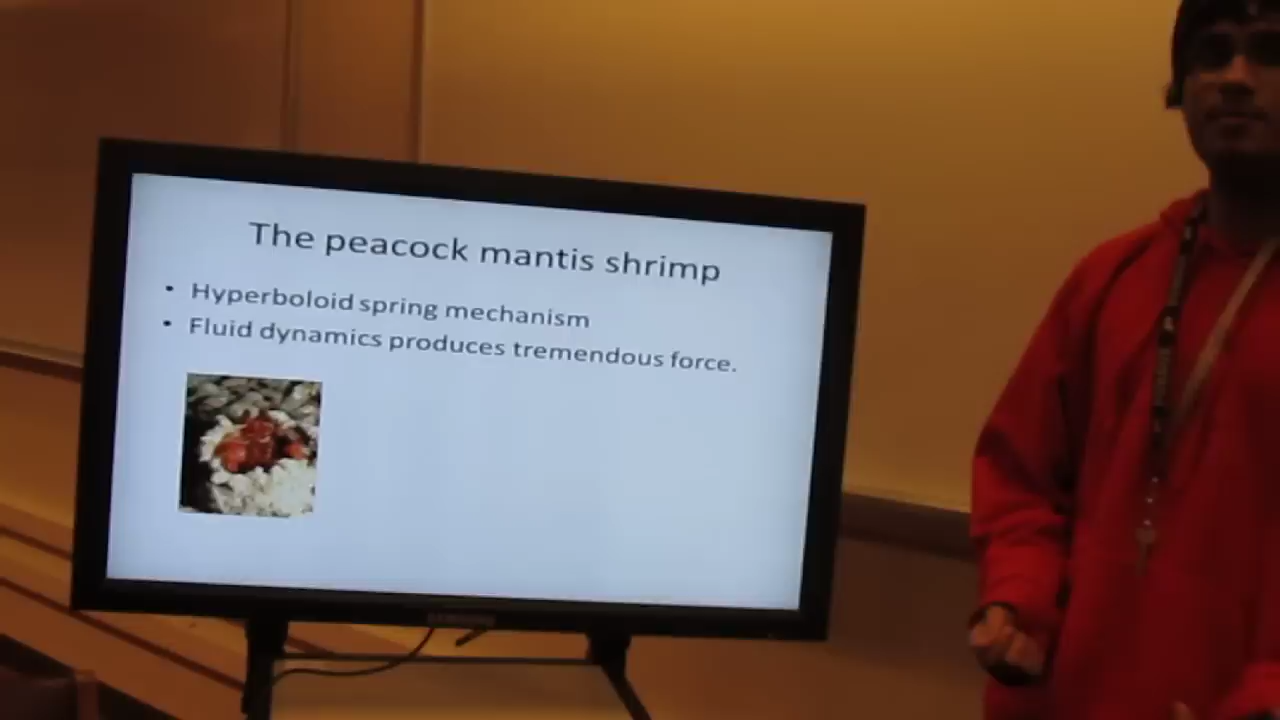 The peacock mantis shrimp
• Hyperboloid spring mechanism
• Fluid dynamics produces tremendous force.